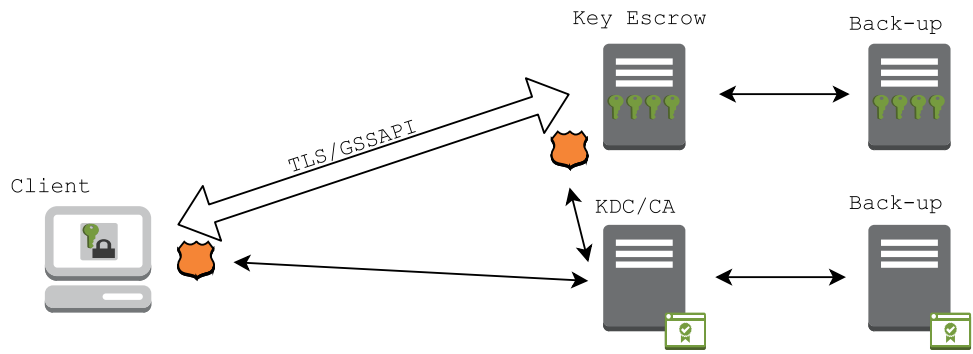 Key Escrow
Back-up
TLS/GSSAPI
Client
KDC/CA
Back-up